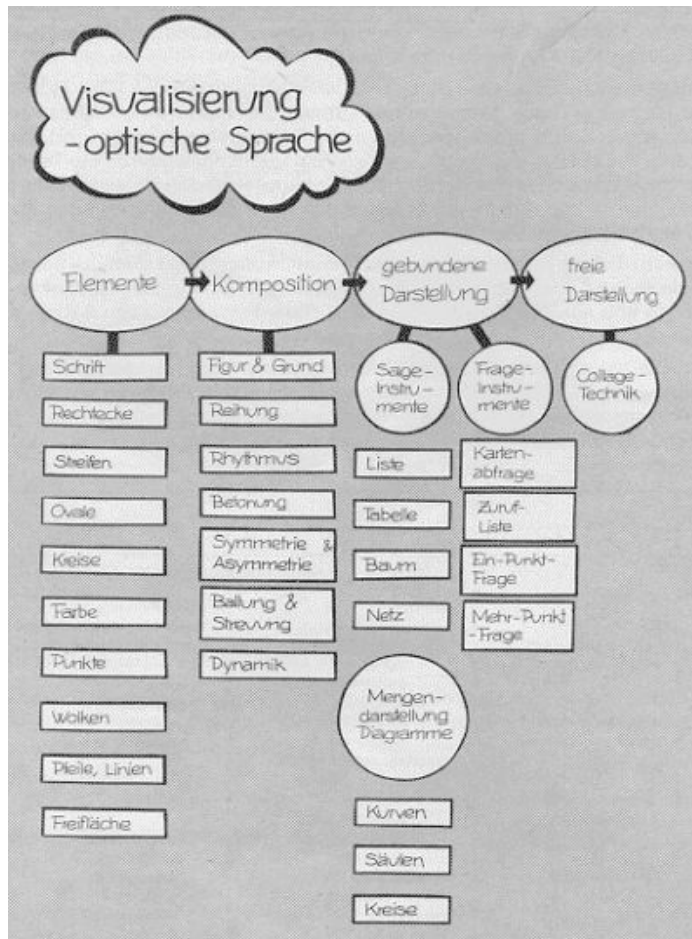 Visualisierung
-optische Sprache
Elemente
Komposition
gebundene
Darstellung
freie
Darstellung
Schrift
Rechtecke
Streifen
Ovale
Kreise
Farbe
Punkte
Wolken
Pfeile, Linien
Freifläche
Figur & Grund
Reihung
Rhythmus
Betonung
Symmetrie &
Asymmetrie
Ballung &
Streuung
Dynamik
Sage-
Instru-
mente
Liste
Tabelle
Baum
Netz
Mengen-
darstellung
Diagramme
Kurven
Säulen
Kreise
Frage-
Instru-
mente
Karten-
abfrage
Zuruf-
Liste
Ein-Punkt-
Frage
Mehr-Punkt
-Frage
Collage-
Technik